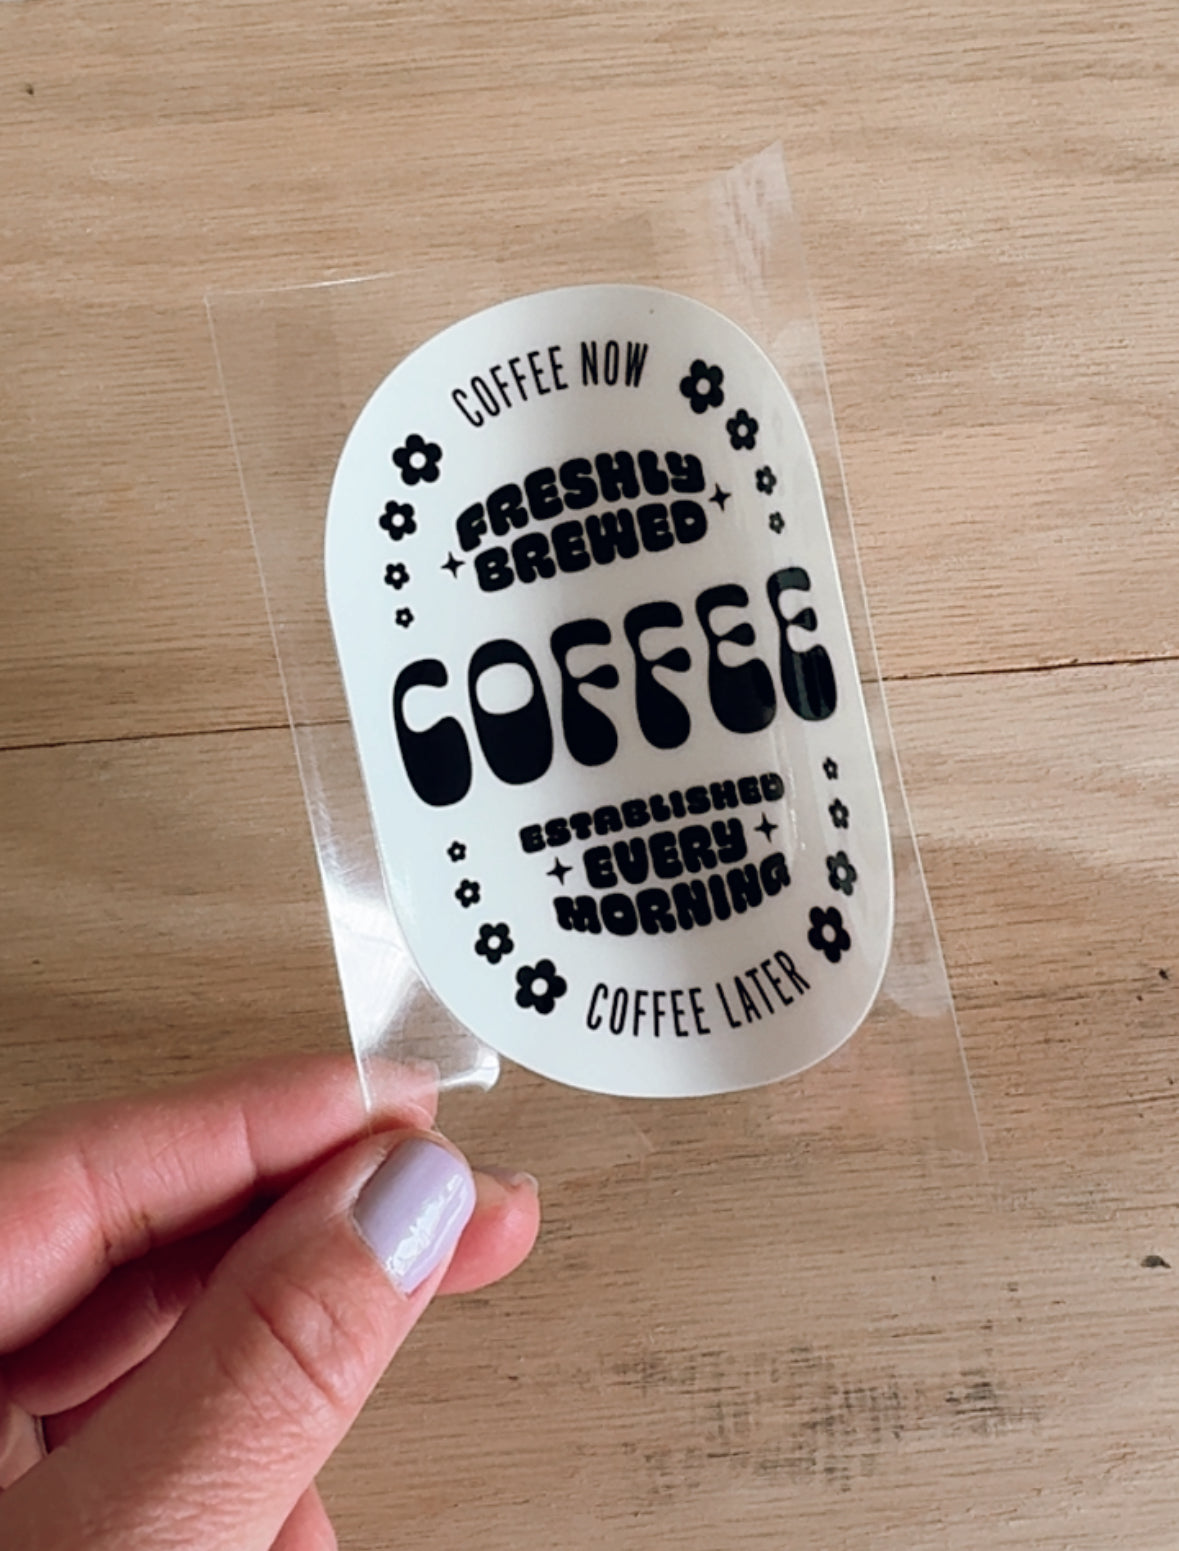 COFFEE NOW
FRESHLY
BREWED
COFFEE
ESTABLISHED
EVERY
MORNING
COFFEE LATER